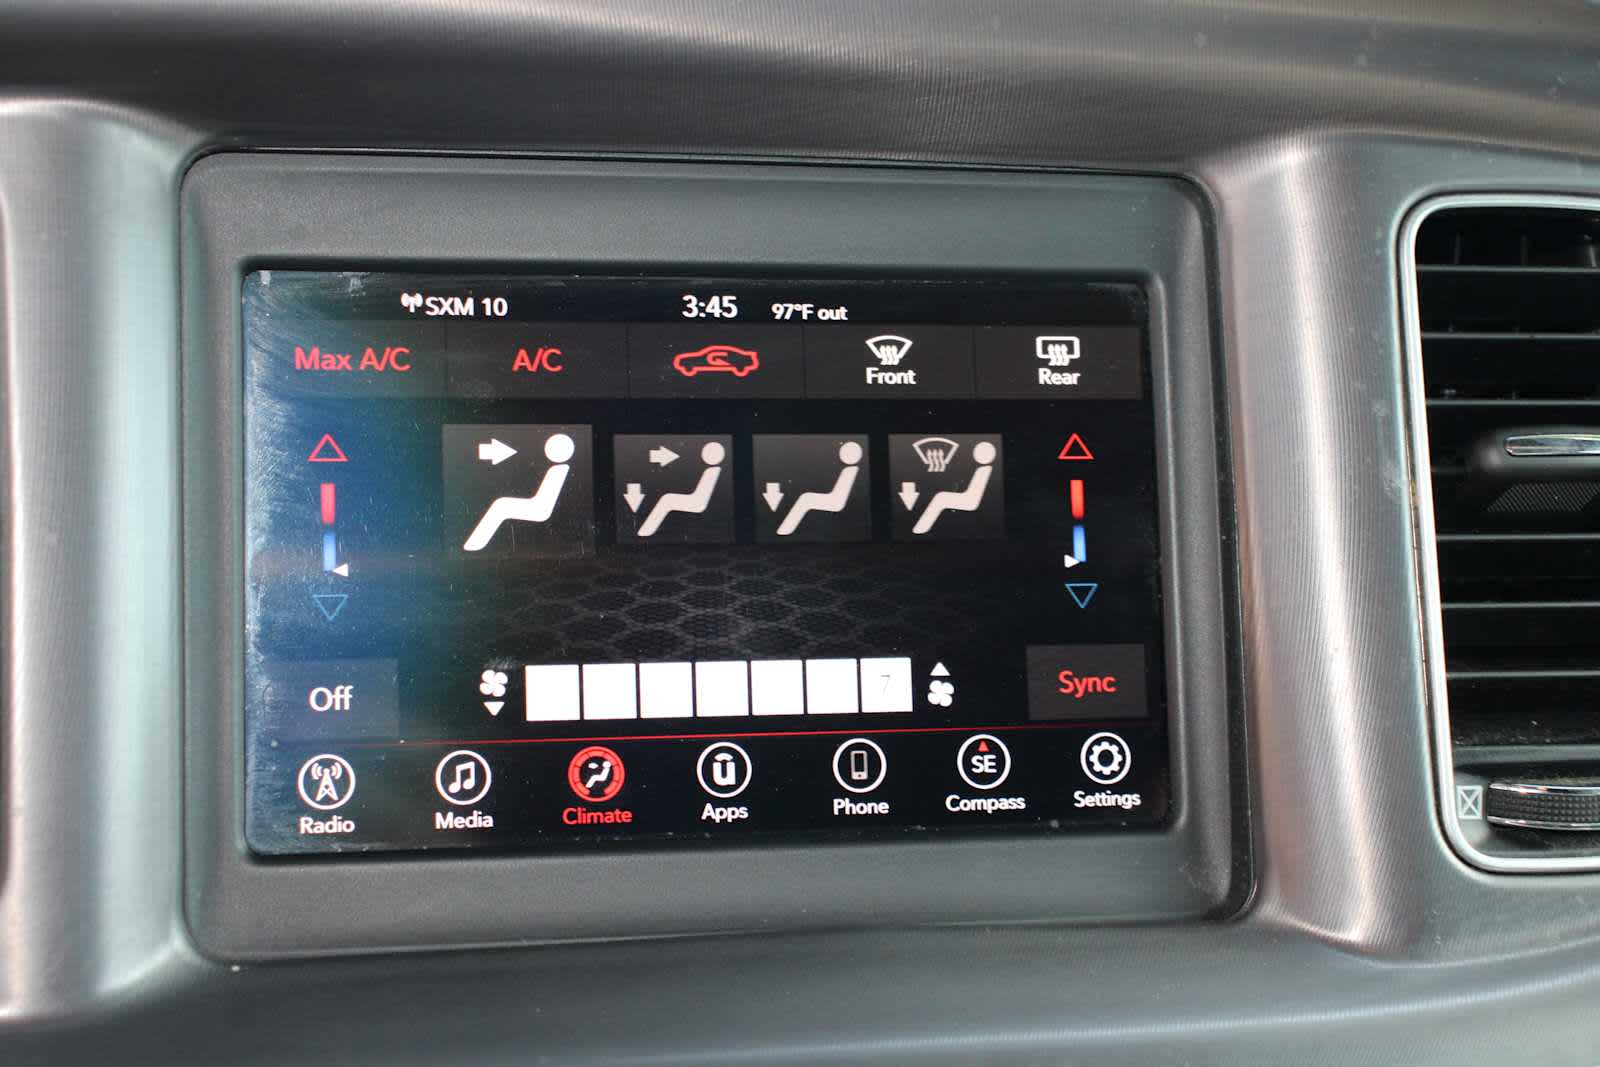 SXM 10 3:45 97°F out
Max A/C A/C Front Rear
Off 7 Sync
SE
Radio Media Climate Apps Phone Compass Settings